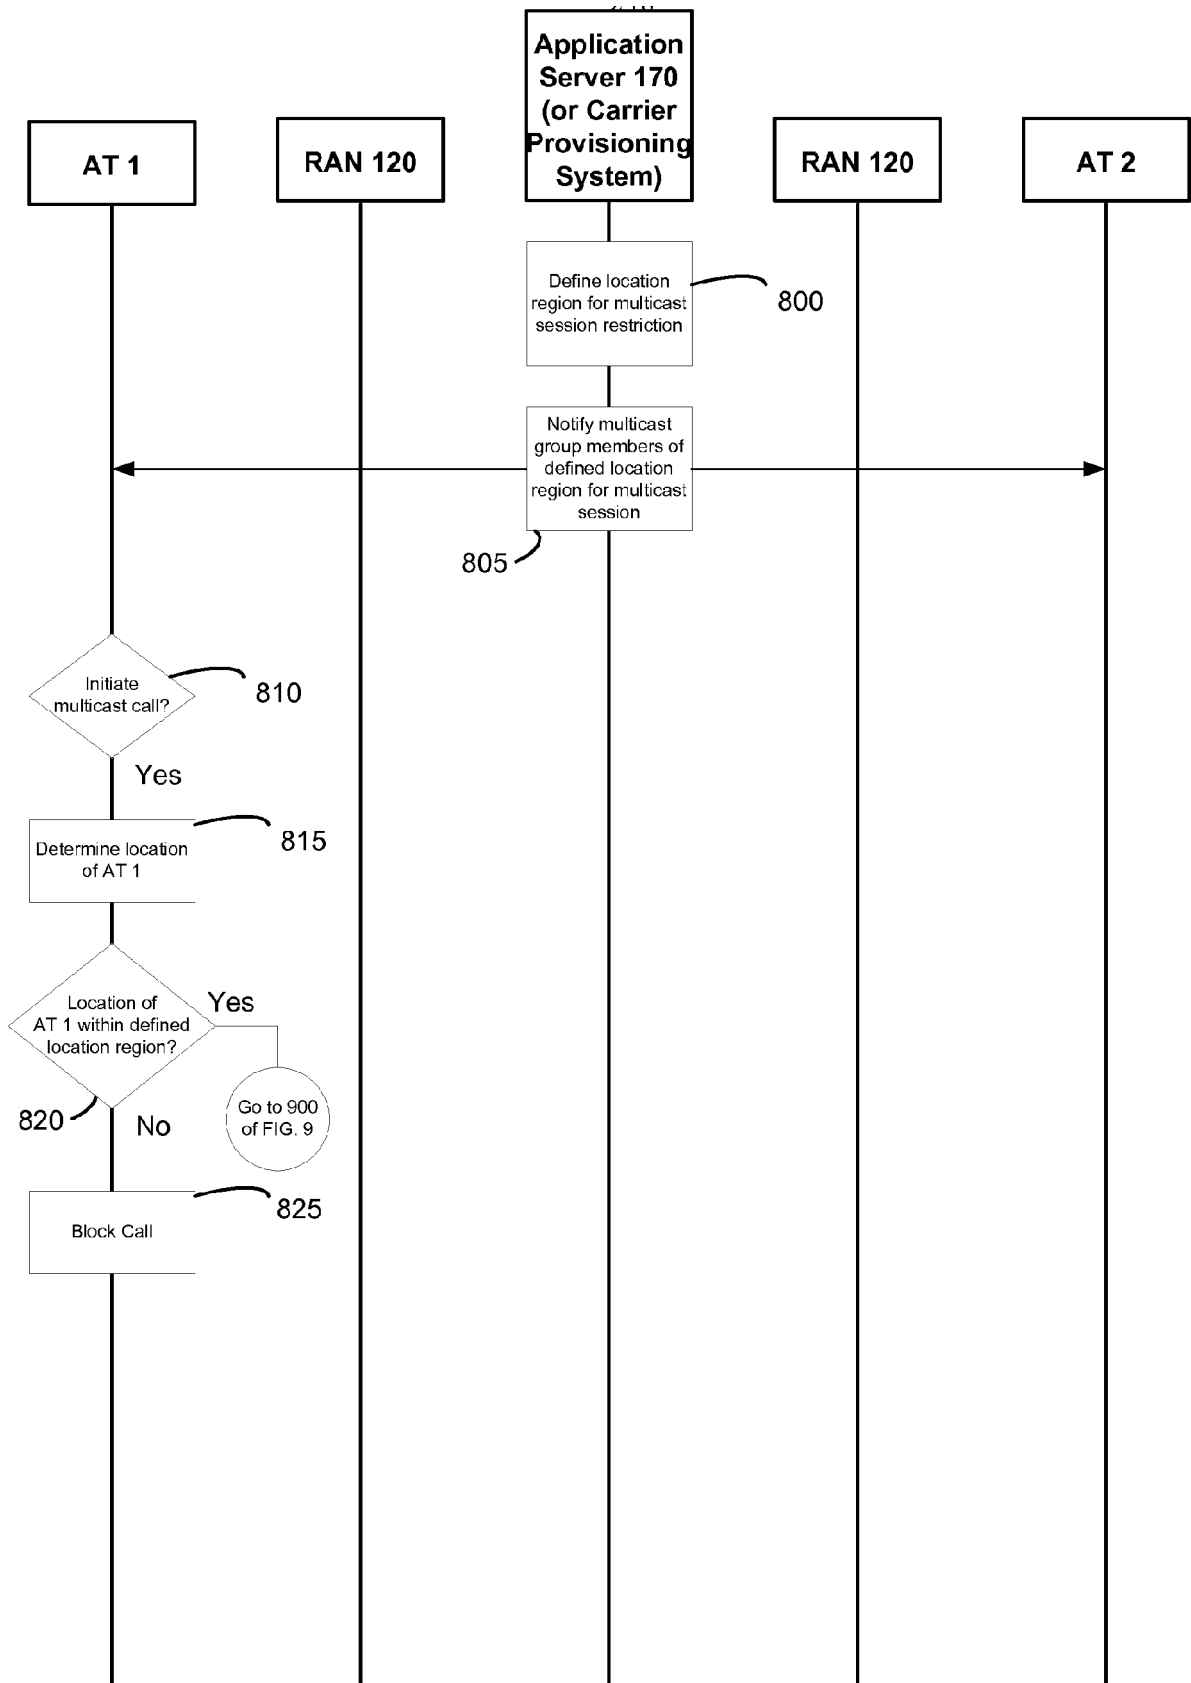 Application
Server 170
(or Carrier
Provisioning
System)
AT 1
RAN 120
RAN 120
AT 2
Define location
region for multicast
session restriction
800
Notify multicast
group members of
defined location
region for multicast
session
805
Initiate
multicast call?
810
Yes
Determine location
of AT 1
815
Location of
AT 1 within defined
location region?
Yes
820
No
Go to 900
of FIG. 9
Block Call
825